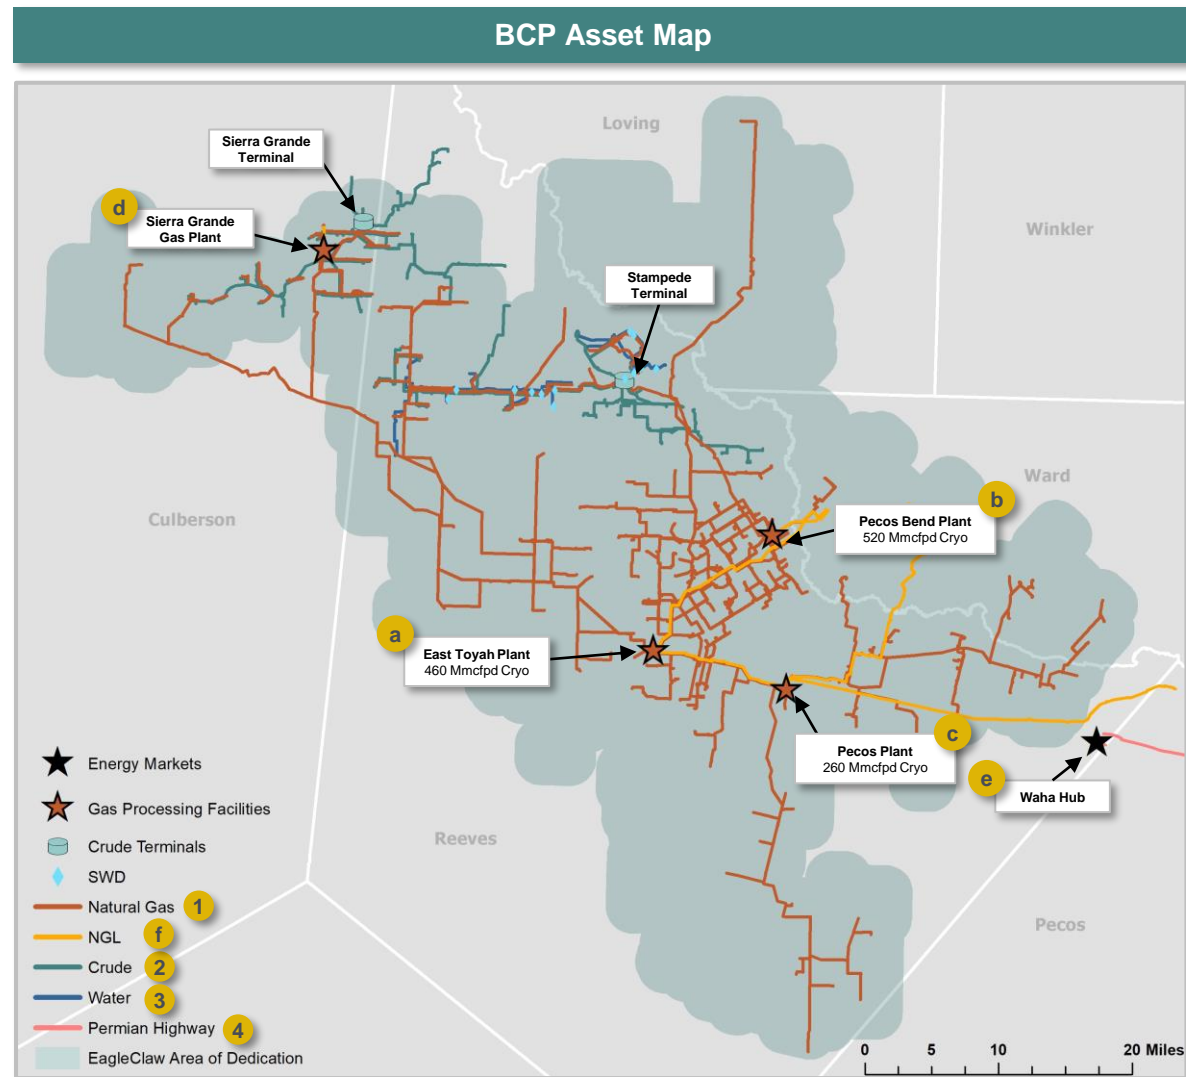 BCP Asset Map
Loving
Sierra Grande
Terminal
d
Sierra Grande
Gas Plant
Winkler
Stampede
Terminal
Ward
b
Culberson
Pecos Bend Plant
520 Mmcfpd Cryo
a
East Toyah Plant
460 Mmcfpd Cryo
c
Pecos Plant
260 Mmcfpd Cryo
e
Waha Hub
Reeves
Pecos
Energy Markets
Gas Processing Facilities
Crude Terminals
SWD
Natural Gas 1
NGL f
Crude 2
Water 3
Permian Highway 4
EagleClaw Area of Dedication
0 5 10 20 Miles